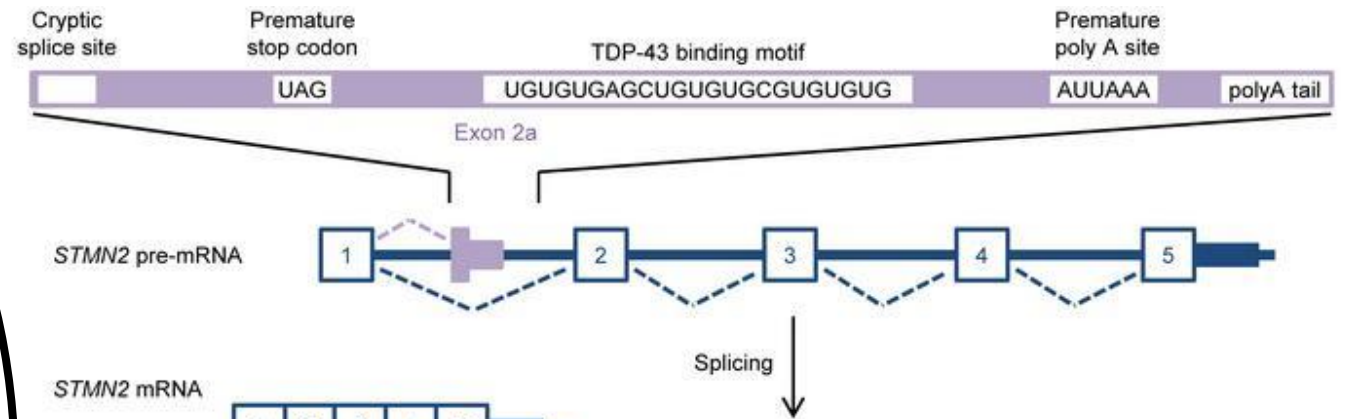 Cryptic
splice site
Premature
stop codon
TDP-43 binding motif
Premature
poly A site
UAG
UGUGUGAGCUGUGUGCGUGUGUG
AUUAAA
polyA tail
Exon 2a
STMN2 pre-mRNA
1
2
3
4
5
Splicing
STMN2 mRNA